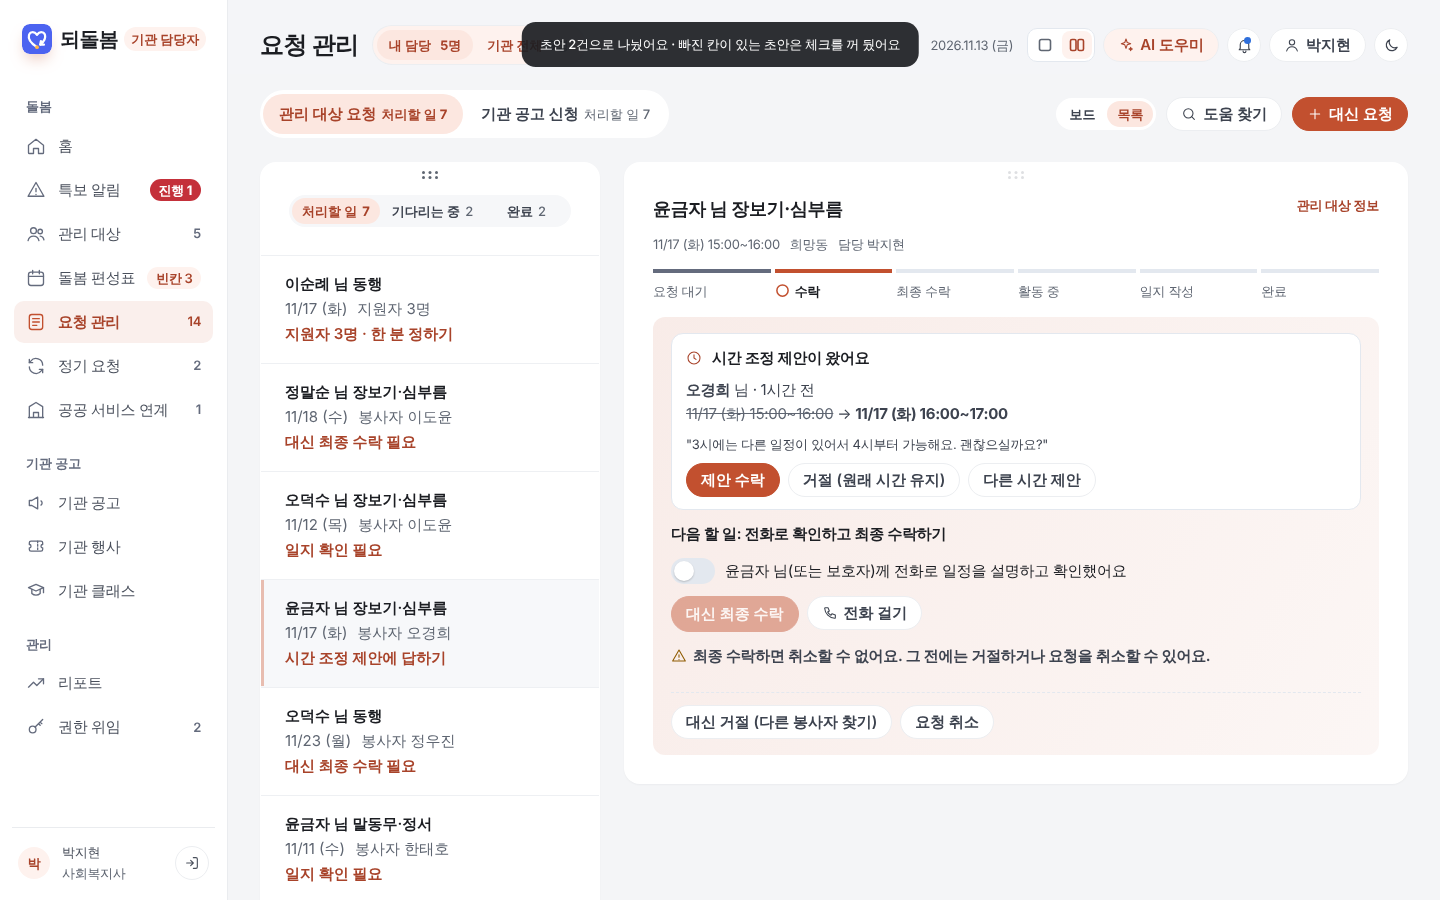 되돌봄 기관 담당자
돌봄
홈
특보 알림 진행 1
관리 대상 5
돌봄 편성표 빈칸 3
요청 관리 14
정기 요청 2
공공 서비스 연계 1
기관 공고
기관 공고
기관 행사
기관 클래스
관리
리포트
권한 위임 2
박 박지현
사회복지사
요청 관리 내 담당 5명 기관
초안 2건으로 나눴어요 · 빠진 칸이 있는 초안은 체크를 꺼 뒀어요
2026.11.13 (금) AI 도우미 박지현
관리 대상 요청 처리할 일 7 기관 공고 신청 처리할 일 7
보드 목록 도움 찾기 대신 요청
처리할 일 7 기다리는 중 2 완료 2
이순례 님 동행
11/17 (화) 지원자 3명
지원자 3명 · 한 분 정하기
정말순 님 장보기·심부름
11/18 (수) 봉사자 이도윤
대신 최종 수락 필요
오덕수 님 장보기·심부름
11/12 (목) 봉사자 이도윤
일지 확인 필요
윤금자 님 장보기·심부름
11/17 (화) 봉사자 오경희
시간 조정 제안에 답하기
오덕수 님 동행
11/23 (월) 봉사자 정우진
대신 최종 수락 필요
윤금자 님 말동무·정서
11/11 (수) 봉사자 한태호
일지 확인 필요
윤금자 님 장보기·심부름 관리 대상 정보
11/17 (화) 15:00~16:00 희망동 담당 박지현
요청 대기 수락 최종 수락 활동 중 일지 작성 완료
시간 조정 제안이 왔어요
오경희 님 · 1시간 전
11/17 (화) 15:00~16:00 → 11/17 (화) 16:00~17:00
"3시에는 다른 일정이 있어서 4시부터 가능해요. 괜찮으실까요?"
제안 수락 거절 (원래 시간 유지) 다른 시간 제안
다음 할 일: 전화로 확인하고 최종 수락하기
윤금자 님(또는 보호자)께 전화로 일정을 설명하고 확인했어요
대신 최종 수락 전화 걸기
최종 수락하면 취소할 수 없어요. 그 전에는 거절하거나 요청을 취소할 수 있어요.
대신 거절 (다른 봉사자 찾기) 요청 취소